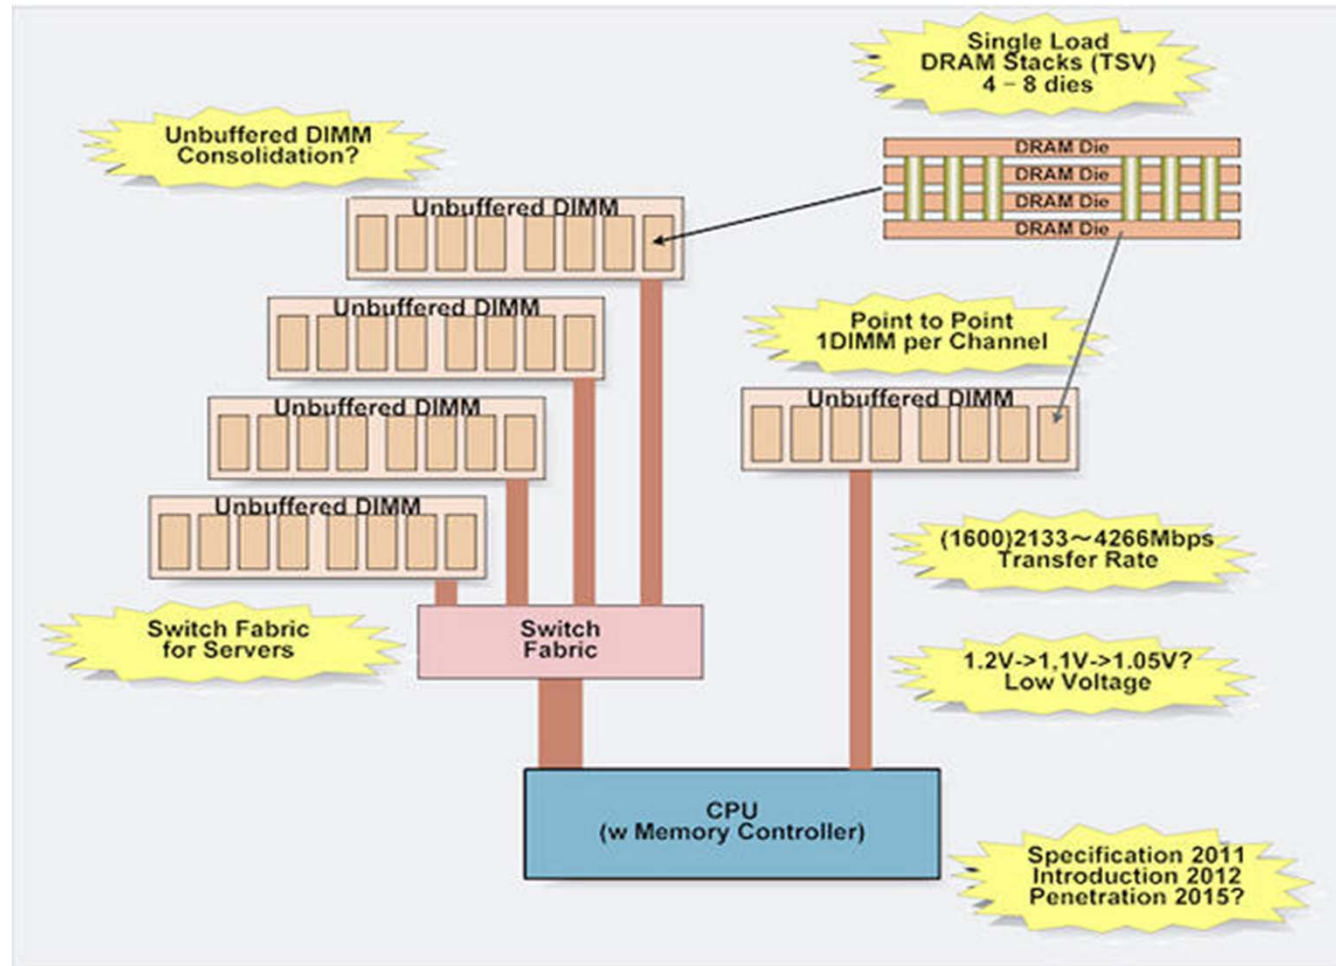 Single Load
DRAM Stacks (TSV)
4 – 8 dies
Unbuffered DIMM
Consolidation?
DRAM Die
DRAM Die
DRAM Die
DRAM Die
Unbuffered DIMM
Unbuffered DIMM
Point to Point
1DIMM per Channel
Unbuffered DIMM
Unbuffered DIMM
Unbuffered DIMM
(1600)2133～4266Mbps
Transfer Rate
Switch Fabric
for Servers
Switch
Fabric
1.2V->1,1V->1.05V?
Low Voltage
CPU
(w Memory Controller)
Specification 2011
Introduction 2012
Penetration 2015?